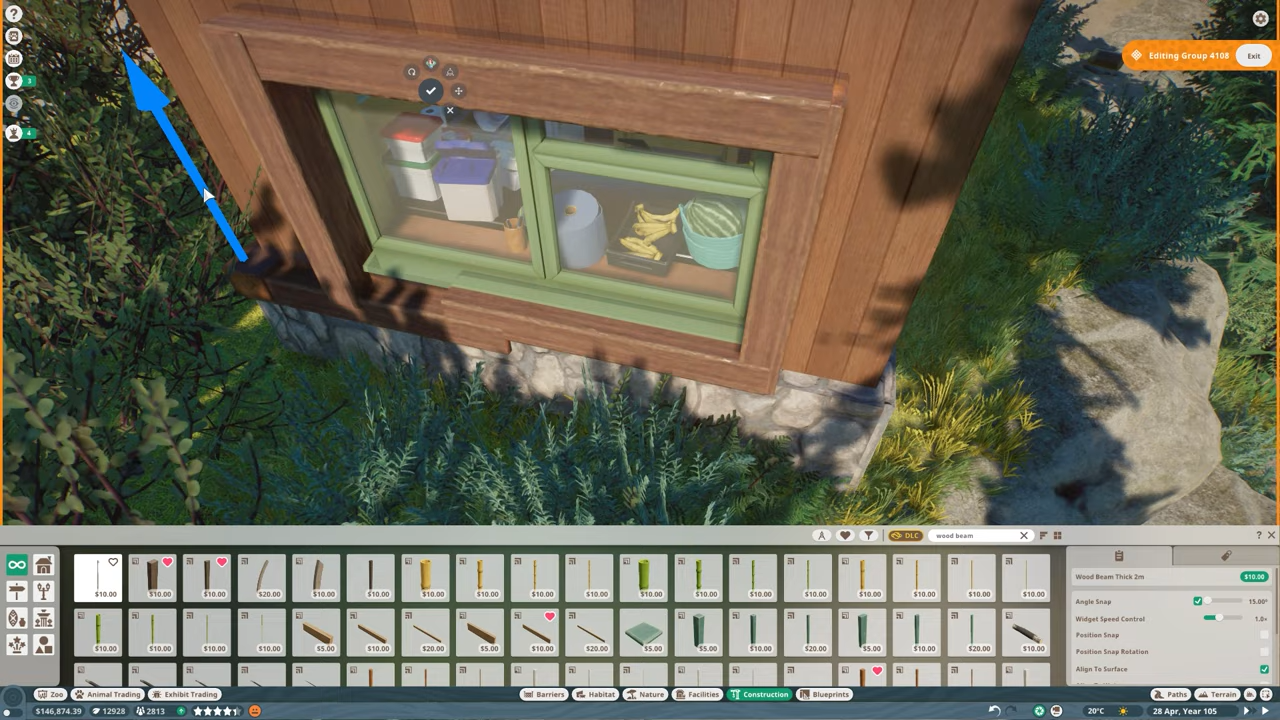 ?
3
4
Editing Group 4108
Exit
DLC
wood beam
?
$10.00
$10.00
$10.00
$20.00
$10.00
$10.00
$10.00
$10.00
$10.00
$10.00
$10.00
$10.00
$10.00
$20.00
$10.00
$10.00
$20.00
$10.00
$10.00
$10.00
$10.00
$10.00
$5.00
$10.00
$20.00
$5.00
$10.00
$20.00
$5.00
$5.00
$10.00
$20.00
$5.00
$10.00
$20.00
$10.00
Wood Beam Thick 2m
$10.00
Angle Snap
15.00°
Widget Speed Control
1.0×
Position Snap
Position Snap Rotation
Align To Surface
Zoo
Animal Trading
Exhibit Trading
Barriers
Habitat
Nature
Facilities
Construction
Blueprints
Paths
Terrain
$146,874.39
12928
2813
20°C
28 Apr, Year 105